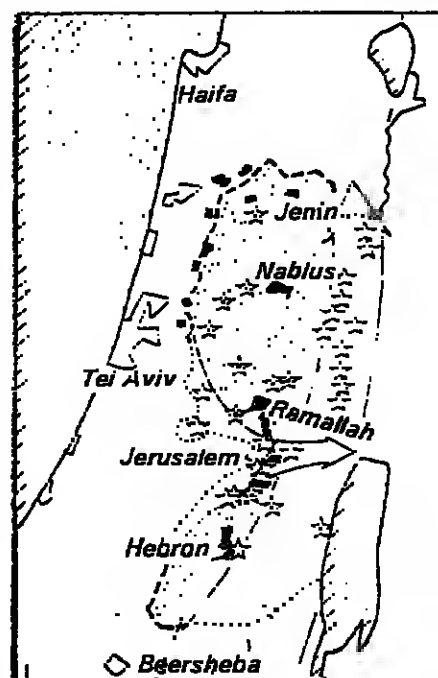 Haifa
Jenin
Nablus
Tel Aviv
Ramallah
Jerusalem
Hebron
Beersheba